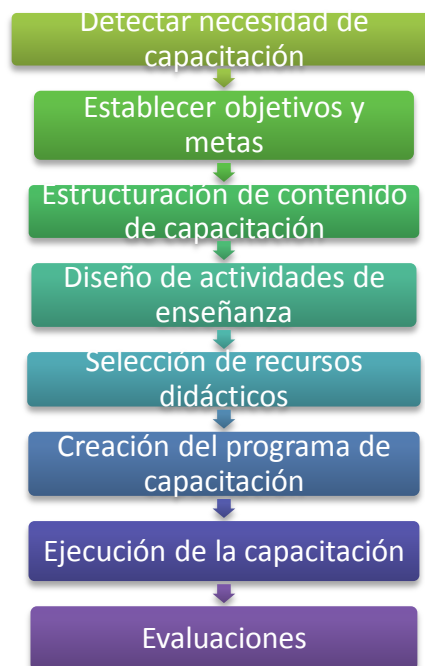 Detectar necesidad de
capacitación
Establecer objetivos y
metas
Estructuración de contenido
de capacitación
Diseño de actividades de
enseñanza
Selección de recursos
didácticos
Creación del programa de
capacitación
Ejecución de la capacitación
Evaluaciones